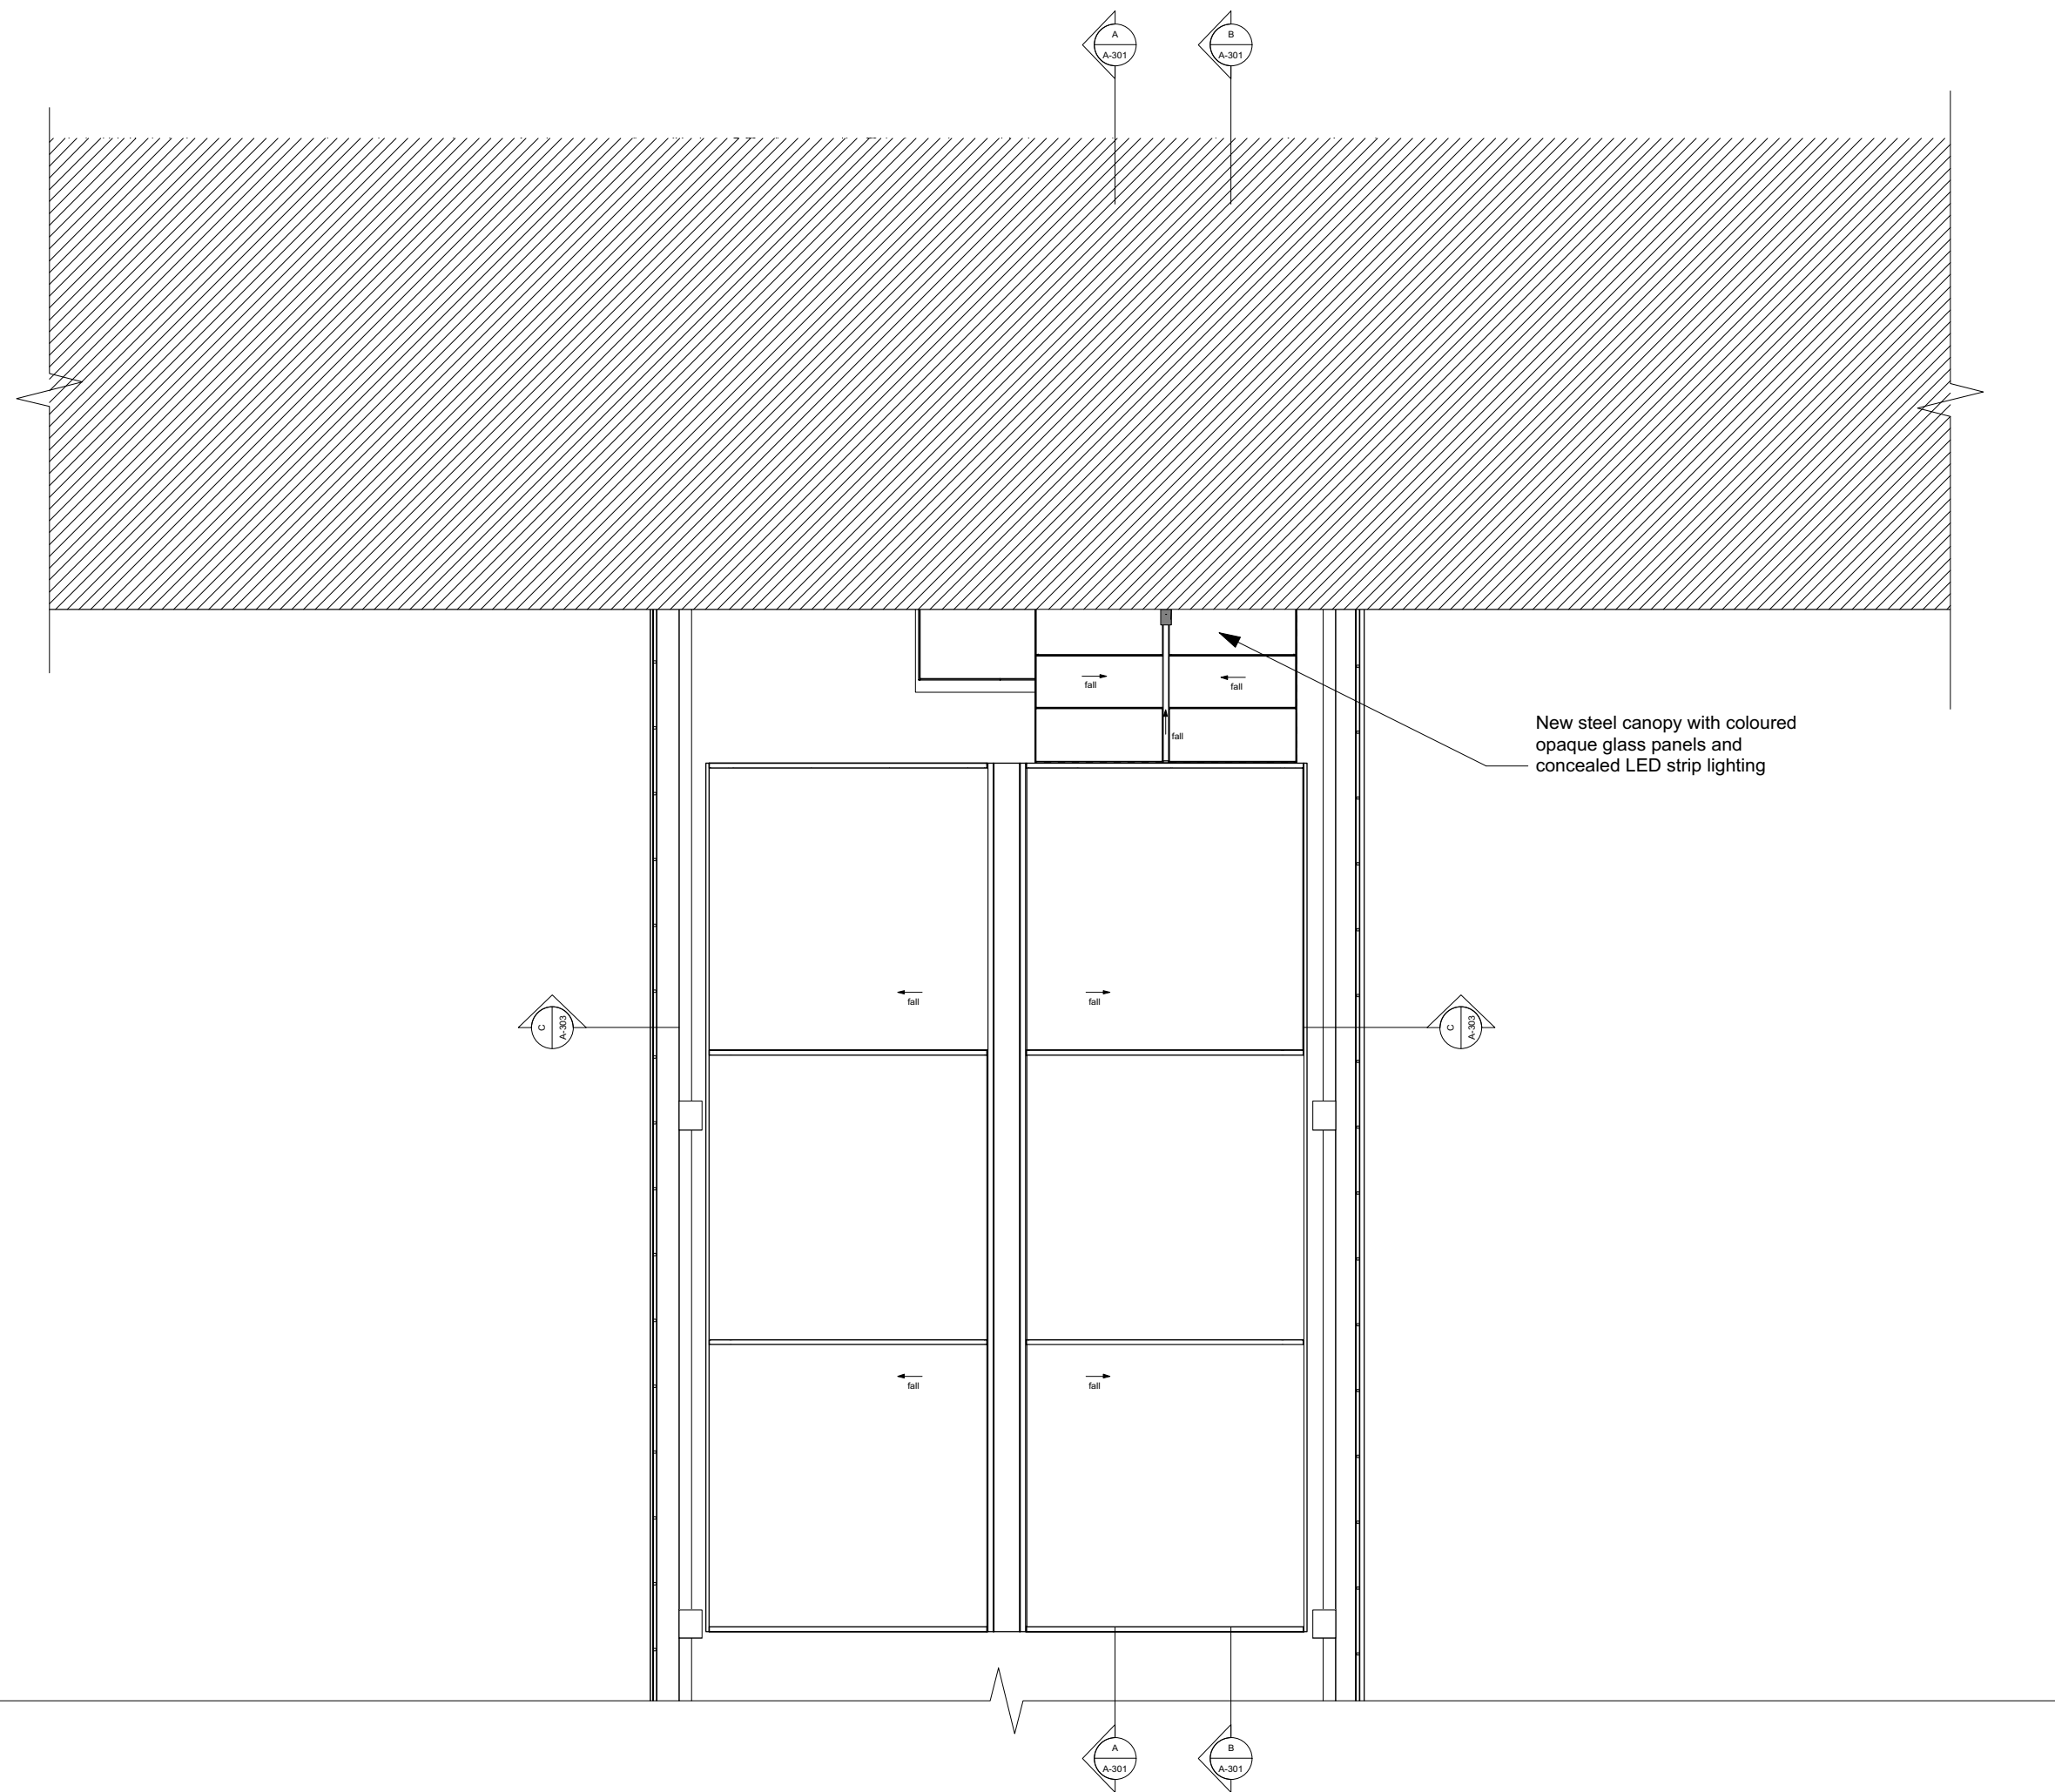 A
A-301
B
A-301
fall
fall
fall
New steel canopy with coloured
opaque glass panels and
concealed LED strip lighting
fall
fall
C
A-303
C
A-303
fall
fall
A
A-301
B
A-301